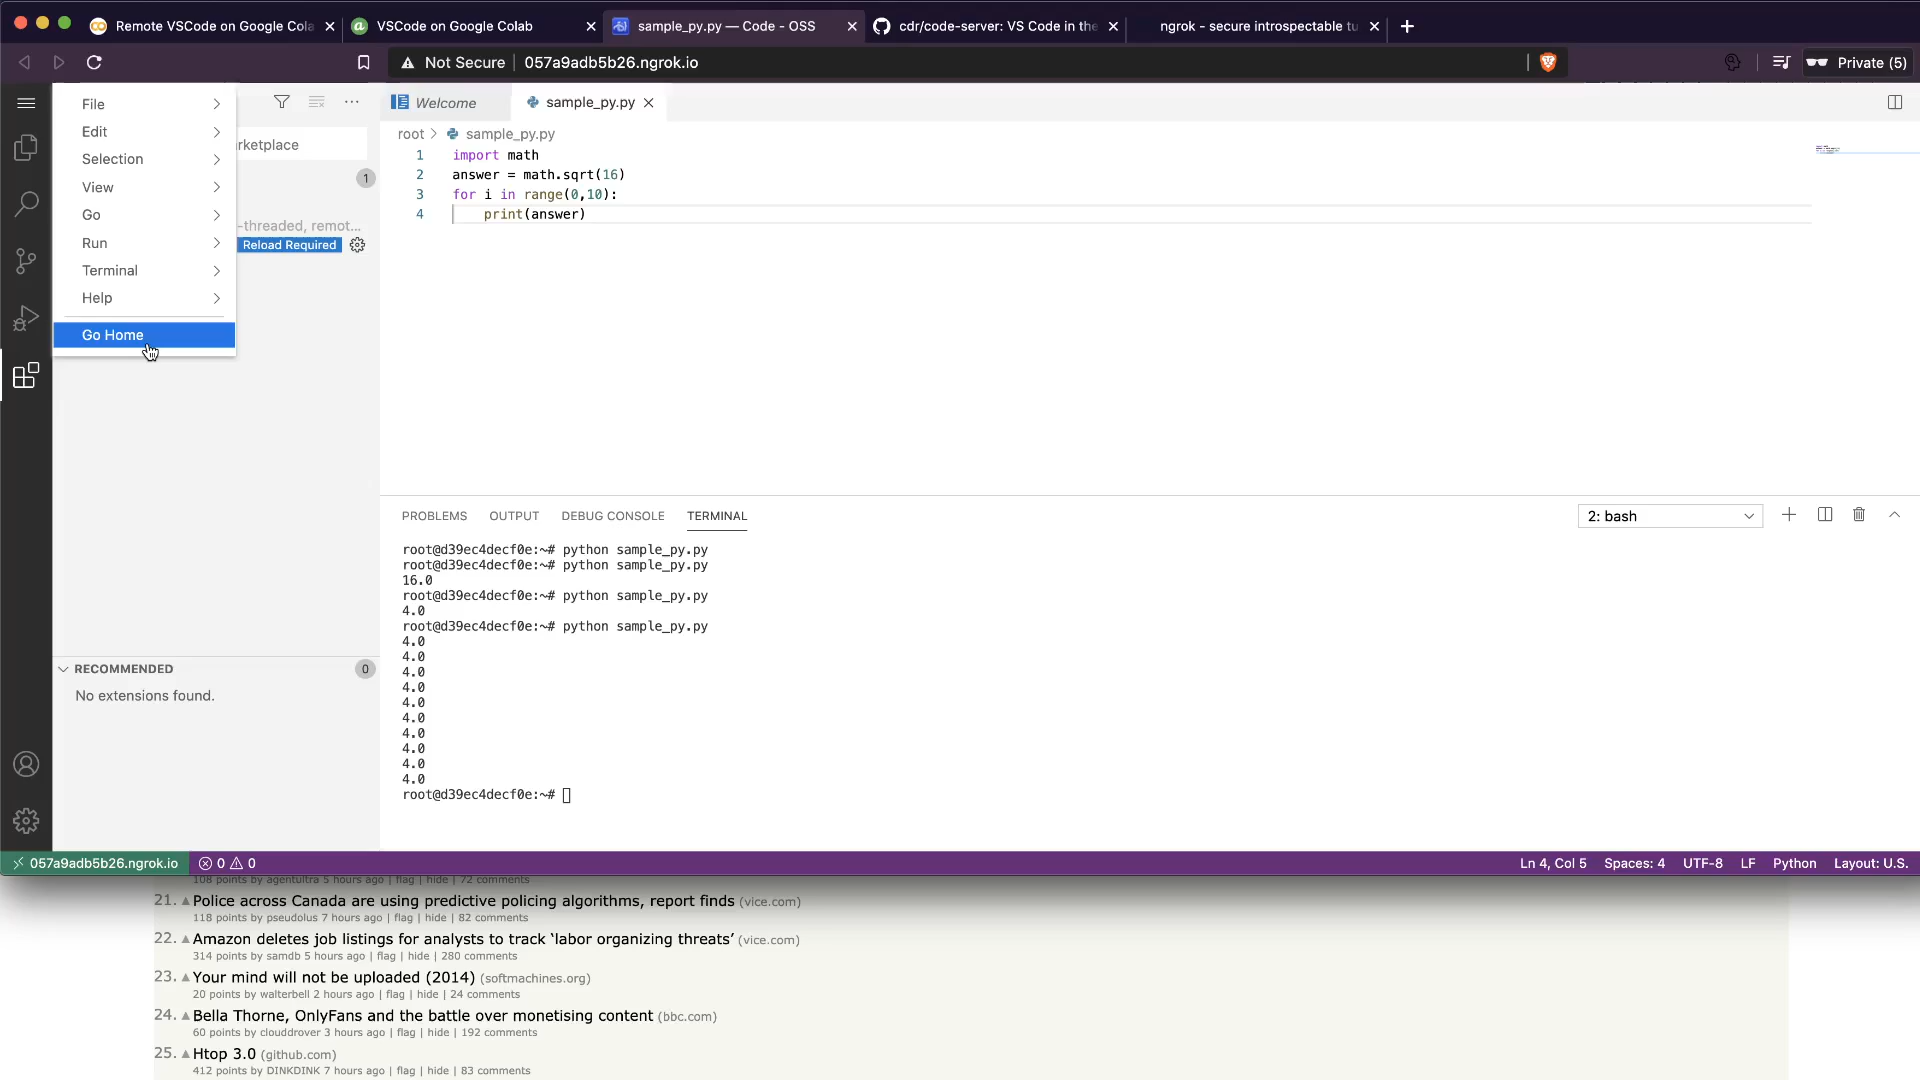 Remote VSCode on Google Cola
VSCode on Google Colab
sample_py.py — Code - OSS
cdr/code-server: VS Code in the
ngrok - secure introspectable tu
Not Secure
057a9adb5b26.ngrok.io
Private (5)
File
Edit
Selection
View
Go
Run
Terminal
Help
Go Home
rketplace
1
-threaded, remot...
Reload Required
Welcome
sample_py.py
root > sample_py.py
1 import math
2 answer = math.sqrt(16)
3 for i in range(0,10):
4 print(answer)
PROBLEMS
OUTPUT
DEBUG CONSOLE
TERMINAL
2: bash
root@d39ec4decf0e:~# python sample_py.py
root@d39ec4decf0e:~# python sample_py.py
16.0
root@d39ec4decf0e:~# python sample_py.py
4.0
root@d39ec4decf0e:~# python sample_py.py
4.0
4.0
4.0
4.0
4.0
4.0
4.0
4.0
4.0
4.0
root@d39ec4decf0e:~#
RECOMMENDED
0
No extensions found.
057a9adb5b26.ngrok.io
0
0
Ln 4, Col 5
Spaces: 4
UTF-8
LF
Python
Layout: U.S.
108 points by agentultra 5 hours ago | flag | hide | 72 comments
21. Police across Canada are using predictive policing algorithms, report finds (vice.com)
118 points by pseudolus 7 hours ago | flag | hide | 82 comments
22. Amazon deletes job listings for analysts to track ‘labor organizing threats’ (vice.com)
314 points by samdb 5 hours ago | flag | hide | 280 comments
23. Your mind will not be uploaded (2014) (softmachines.org)
20 points by walterbell 2 hours ago | flag | hide | 24 comments
24. Bella Thorne, OnlyFans and the battle over monetising content (bbc.com)
60 points by clouddrover 3 hours ago | flag | hide | 192 comments
25. Htop 3.0 (github.com)
412 points by DINKDINK 7 hours ago | flag | hide | 83 comments